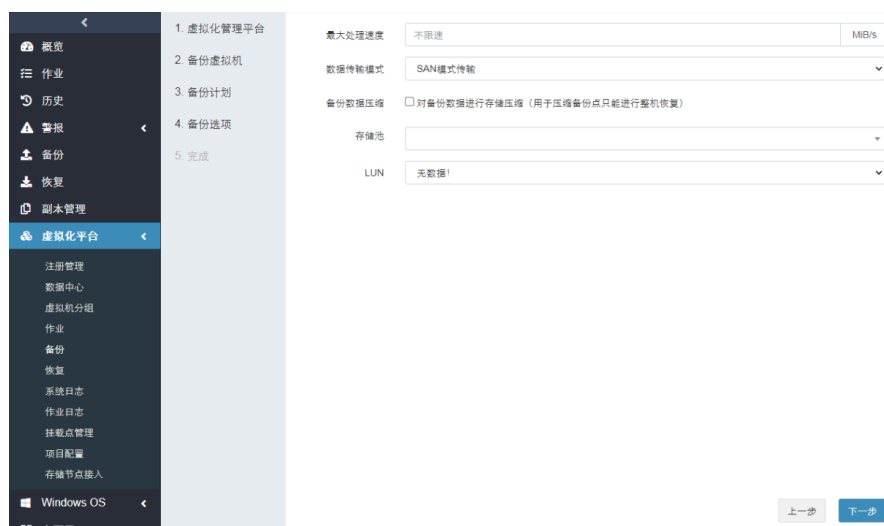 概览
作业
历史
警报
备份
恢复
副本管理
虚拟化平台
注册管理
数据中心
虚拟机分组
作业
备份
恢复
系统日志
作业日志
挂载点管理
项目配置
存储节点接入
Windows OS
1. 虚拟化管理平台
2. 备份虚拟机
3. 备份计划
4. 备份选项
5. 完成
最大处理速度 不限速 MiB/s
数据传输模式 SAN模式传输
备份数据压缩 对备份数据进行存储压缩（用于压缩备份点只能进行整机恢复）
存储池
LUN 无数据!
上一步 下一步